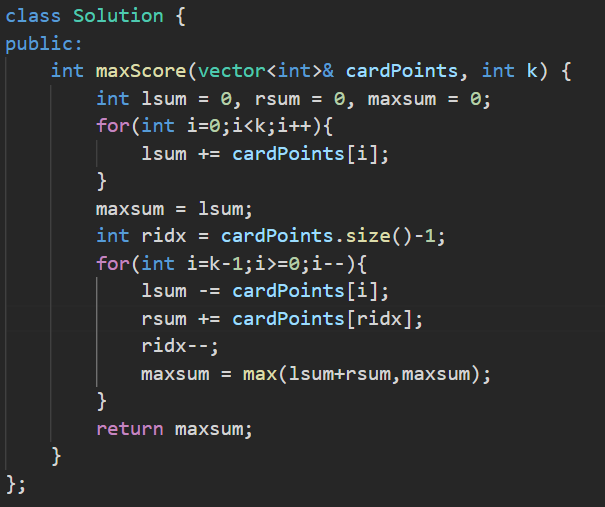 class Solution {
public:
    int maxScore(vector<int>& cardPoints, int k) {
        int lsum = 0, rsum = 0, maxsum = 0;
        for(int i=0;i<k;i++){
            lsum += cardPoints[i];
        }
        maxsum = lsum;
        int ridx = cardPoints.size()-1;
        for(int i=k-1;i>=0;i--){
            lsum -= cardPoints[i];
            rsum += cardPoints[ridx];
            ridx--;
            maxsum = max(lsum+rsum,maxsum);
        }
        return maxsum;
    }
};